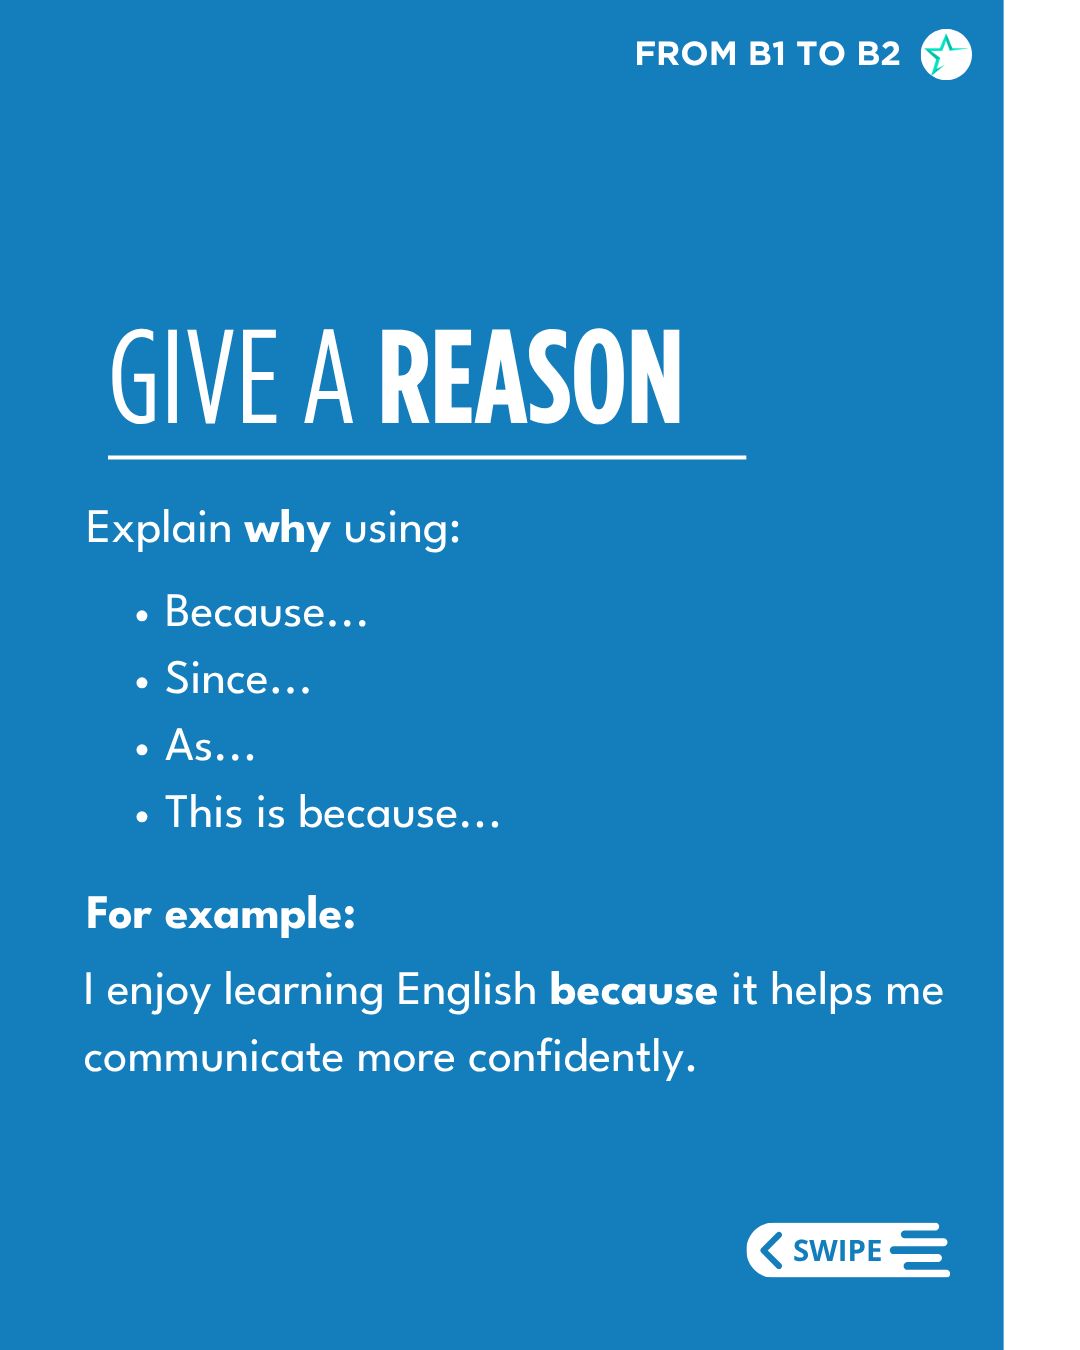 FROM B1 TO B2
GIVE A REASON
Explain why using:
• Because...
• Since...
• As...
• This is because...
For example:
I enjoy learning English because it helps me
communicate more confidently.
SWIPE